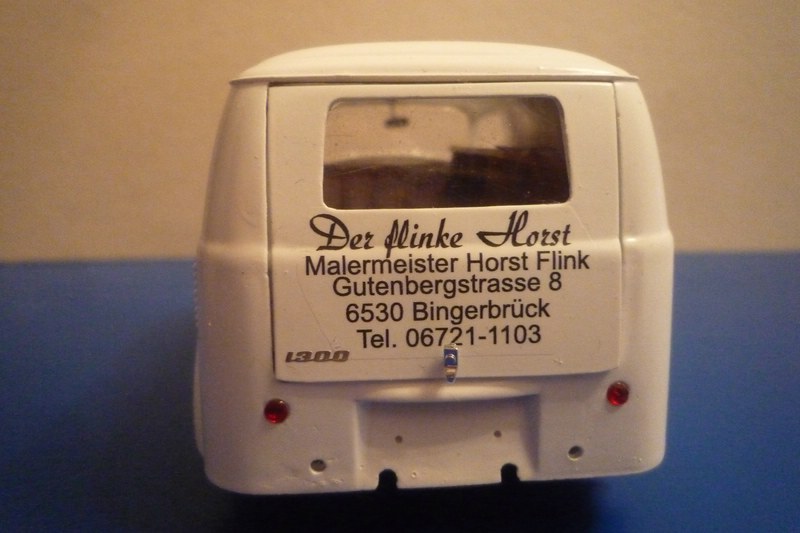 Der flinke Horst
Malermeister Horst Flink
Gutenbergstrasse 8
6530 Bingerbrück
Tel. 06721-1103
1300